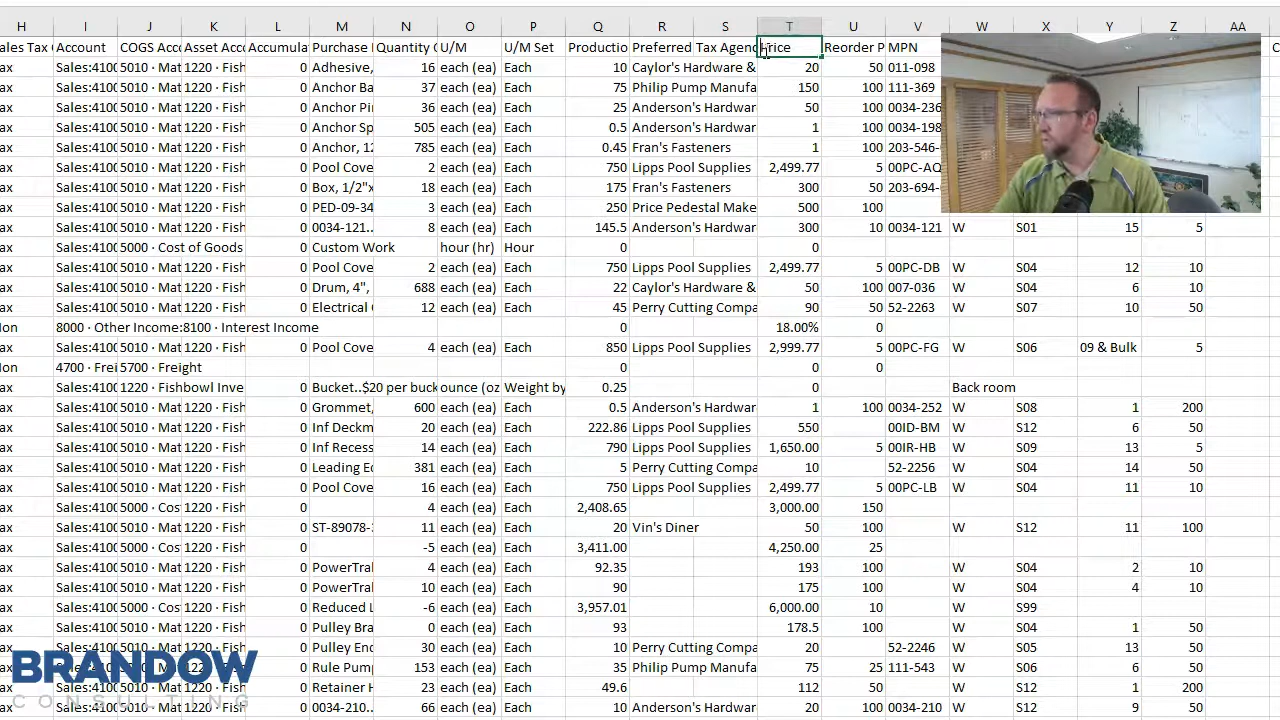 H I J K L M N O P Q R S T U V W X Y Z AA
ales Tax Account COGS Acc Asset Acc Accumula Purchase Quantity U/M U/M Set Productio Preferred Tax Agenc Price Reorder P MPN
ax Sales:4100 5010 · Mat 1220 · Fish 0 Adhesive, 16 each (ea) Each 10 Caylor's Hardware & 20 50 011-098
ax Sales:4100 5010 · Mat 1220 · Fish 0 Anchor Ba 37 each (ea) Each 75 Philip Pump Manufa 150 100 111-369
ax Sales:4100 5010 · Mat 1220 · Fish 0 Anchor Pi 36 each (ea) Each 25 Anderson's Hardwar 50 100 0034-236
ax Sales:4100 5010 · Mat 1220 · Fish 0 Anchor Sp 505 each (ea) Each 0.5 Anderson's Hardwar 1 100 0034-198
ax Sales:4100 5010 · Mat 1220 · Fish 0 Anchor, 12 785 each (ea) Each 0.45 Fran's Fasteners 1 100 203-546-
ax Sales:4100 5010 · Mat 1220 · Fish 0 Pool Cove 2 each (ea) Each 750 Lipps Pool Supplies 2,499.77 5 00PC-AQ
ax Sales:4100 5010 · Mat 1220 · Fish 0 Box, 1/2"x 18 each (ea) Each 175 Fran's Fasteners 300 50 203-694-
ax Sales:4100 5010 · Mat 1220 · Fish 0 PED-09-34 3 each (ea) Each 250 Price Pedestal Make 500 100
ax Sales:4100 5010 · Mat 1220 · Fish 0 0034-121.. 8 each (ea) Each 145.5 Anderson's Hardwar 300 10 0034-121 W S01 15 5
ax Sales:4100 5000 · Cost of Goods Custom Work hour (hr) Hour 0 0
ax Sales:4100 5010 · Mat 1220 · Fish 0 Pool Cove 2 each (ea) Each 750 Lipps Pool Supplies 2,499.77 5 00PC-DB W S04 12 10
ax Sales:4100 5010 · Mat 1220 · Fish 0 Drum, 4", 688 each (ea) Each 22 Caylor's Hardware & 50 100 007-036 W S04 6 10
ax Sales:4100 5010 · Mat 1220 · Fish 0 Electrical 12 each (ea) Each 45 Perry Cutting Compa 90 50 52-2263 W S07 10 50
Non 8000 · Other Income:8100 · Interest Income 0 18.00% 0
ax Sales:4100 5010 · Mat 1220 · Fish 0 Pool Cove 4 each (ea) Each 850 Lipps Pool Supplies 2,999.77 5 00PC-FG W S06 09 & Bulk 5
Non 4700 · Frei 5700 · Freight 0 0 0
ax Sales:4100 1220 · Fishbowl Inve 0 Bucket..$20 per buck ounce (oz Weight by 0.25 0 Back room
ax Sales:4100 5010 · Mat 1220 · Fish 0 Grommet, 600 each (ea) Each 0.5 Anderson's Hardwar 1 100 0034-252 W S08 1 200
ax Sales:4100 5010 · Mat 1220 · Fish 0 Inf Deckm 20 each (ea) Each 222.86 Lipps Pool Supplies 550 00ID-BM W S12 6 50
ax Sales:4100 5010 · Mat 1220 · Fish 0 Inf Recess 14 each (ea) Each 790 Lipps Pool Supplies 1,650.00 00IR-HB W S09 13 5
ax Sales:4100 5010 · Mat 1220 · Fish 0 Leading Ed 381 each (ea) Each 5 Perry Cutting Compa 10 52-2256 W S04 14 50
ax Sales:4100 5010 · Mat 1220 · Fish 0 Pool Cove 16 each (ea) Each 750 Lipps Pool Supplies 2,499.77 5 00PC-LB W S04 11 10
ax Sales:4100 5000 · Cos 1220 · Fish 0 4 each (ea) Each 2,408.65 3,000.00 150
ax Sales:4100 5010 · Mat 1220 · Fish 0 ST-89078- 11 each (ea) Each 20 Vin's Diner 50 100 W S12 11 100
ax Sales:4100 5000 · Cos 1220 · Fish 0 -5 each (ea) Each 3,411.00 4,250.00 25
ax Sales:4100 5010 · Mat 1220 · Fish 0 PowerTral 4 each (ea) Each 92.35 193 100 W S04 2 10
ax Sales:4100 5010 · Mat 1220 · Fish 0 PowerTral 10 each (ea) Each 90 175 100 W S04 4 10
ax Sales:4100 5000 · Cos 1220 · Fish 0 Reduced L -6 each (ea) Each 3,957.01 6,000.00 10 W S99
ax Sales:4100 5010 · Mat 1220 · Fish 0 Pulley Bra 0 each (ea) Each 93 178.5 100 W S04 1 50
Pulley End 30 each (ea) Each 20 Perry Cutting Compa 20 52-2246 W S05 13 50
Rule Pump 153 each (ea) Each 35 Philip Pump Manufa 75 25 111-543 W S06 6 50
Retainer H 23 each (ea) Each 49.6 112 50 W S12 1 200
ax Sales:4100 5010 · Mat 1220 · Fish 0 0034-210.. 66 each (ea) Each 10 Anderson's Hardwar 20 100 0034-210 W S12 9 50
BRANDOW
CONSULTING